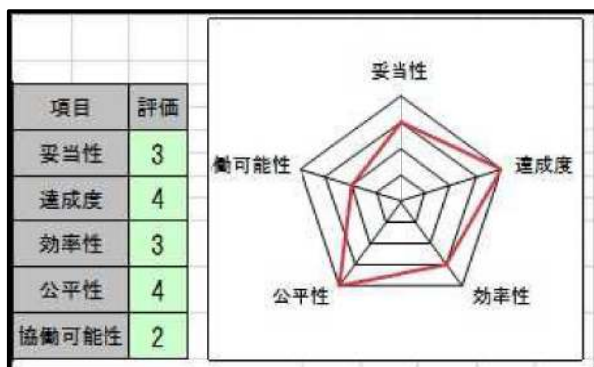 項目 評価
妥当性 3
達成度 4
効率性 3
公平性 4
協働可能性 2
妥当性
働可能性
達成度
公平性
効率性